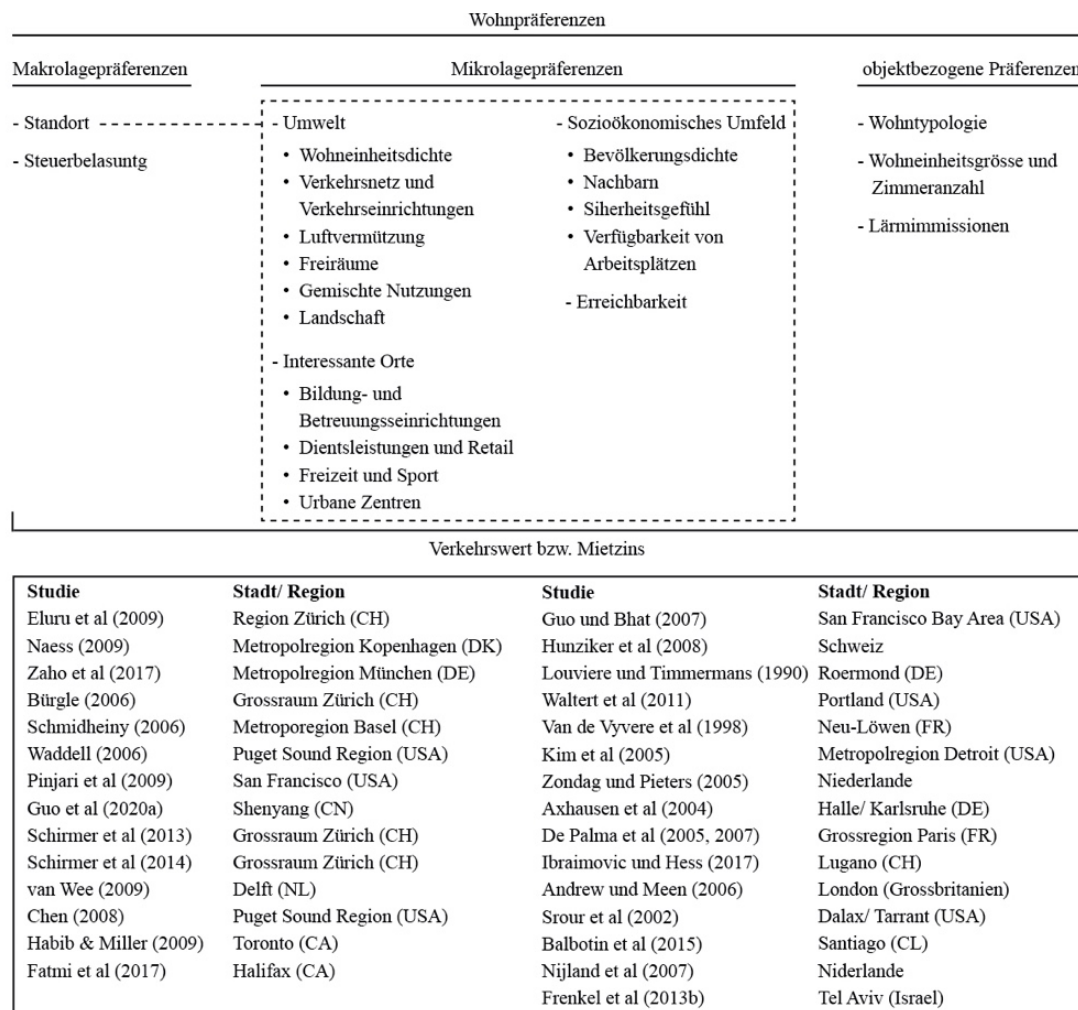 Wohnpräferenzen
Makrolagepräferenzen
- Standort
- Steuerbelasuntg
Mikrolagepräferenzen
- Umwelt
• Wohneinheitsdichte
• Verkehrsnetz und
Verkehrseinrichtungen
• Luftvermützung
• Freiräume
• Gemischte Nutzungen
• Landschaft
- Interessante Orte
• Bildung- und
Betreuungsseinrichtungen
• Dientsleistungen und Retail
• Freizeit und Sport
• Urbane Zentren
- Sozioökonomisches Umfeld
• Bevölkerungsdichte
• Nachbarn
• Siherheitsgefühl
• Verfügbarkeit von
Arbeitsplätzen
- Erreichbarkeit
objektbezogene Präferenzen
- Wohntypologie
- Wohneinheitsgrösse und
Zimmeranzahl
- Lärmimmissionen
Verkehrswert bzw. Mietzins
Studie Stadt/ Region
Eluru et al (2009) Region Zürich (CH)
Naess (2009) Metropolregion Kopenhagen (DK)
Zaho et al (2017) Metropolregion München (DE)
Bürgle (2006) Grossraum Zürich (CH)
Schmidheiny (2006) Metroporegion Basel (CH)
Waddell (2006) Puget Sound Region (USA)
Pinjari et al (2009) San Francisco (USA)
Guo et al (2020a) Shenyang (CN)
Schirmer et al (2013) Grossraum Zürich (CH)
Schirmer et al (2014) Grossraum Zürich (CH)
van Wee (2009) Delft (NL)
Chen (2008) Puget Sound Region (USA)
Habib & Miller (2009) Toronto (CA)
Fatmi et al (2017) Halifax (CA)
Studie Stadt/ Region
Guo und Bhat (2007) San Francisco Bay Area (USA)
Hunziker et al (2008) Schweiz
Louviere und Timmermans (1990) Roermond (DE)
Waltert et al (2011) Portland (USA)
Van de Vyvere et al (1998) Neu-Löwen (FR)
Kim et al (2005) Metropolregion Detroit (USA)
Zondag und Pieters (2005) Niederlande
Axhausen et al (2004) Halle/ Karlsruhe (DE)
De Palma et al (2005, 2007) Grossregion Paris (FR)
Ibraimovic und Hess (2017) Lugano (CH)
Andrew und Meen (2006) London (Grossbritanien)
Srour et al (2002) Dalax/ Tarrant (USA)
Balbotin et al (2015) Santiago (CL)
Nijland et al (2007) Niderlande
Frenkel et al (2013b) Tel Aviv (Israel)